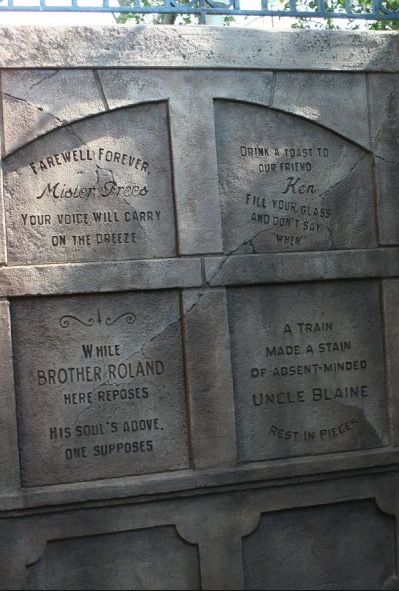 FAREWELL FOREVER,
Mister Frees
YOUR VOICE WILL CARRY
ON THE BREEZE
DRINK A TOAST TO
OUR FRIEND
Ken
FILL YOUR GLASS
AND DON'T SAY
"WHEN"
WHILE
BROTHER ROLAND
HERE REPOSES
HIS SOUL'S ABOVE,
ONE SUPPOSES
A TRAIN
MADE A STAIN
OF ABSENT-MINDED
UNCLE BLAINE
REST IN PIECES